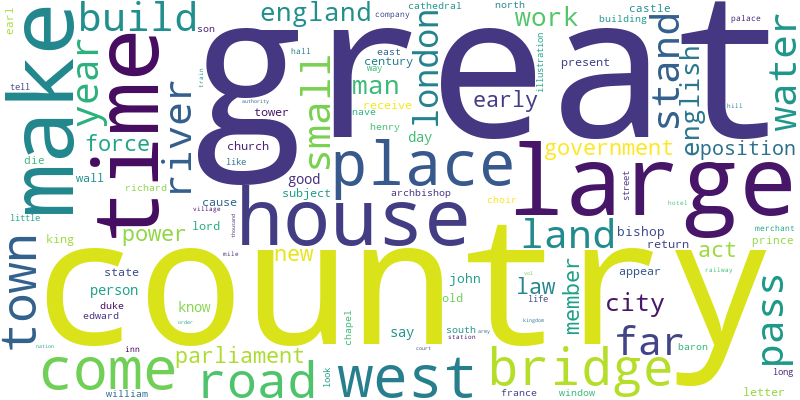 great
country
make
time
large
house
place
build
england
work
castle
cathedral
north
company
son
earl
tell
hall
east
century
way
illustration
building
palace
year
river
train
authority
small
man
receive
london
early
present
stand
english
water
force
die
wall
richard
little
tower
church
like
nave
henry
day
good
cause
subject
archbishop
choir
government
position
street
hotel
hill
town
king
power
lord
village
thousand
mile
new
land
bishop
return
act
merchant
prince
state
person
duke
edward
know
order
john
old
say
law
life
vol
kingdom
member
appear
city
railway
far
baron
pass
long
letter
nation
come
inn
william
parliament
road
chapel
look
west
south
army
station
court
france
bridge
window